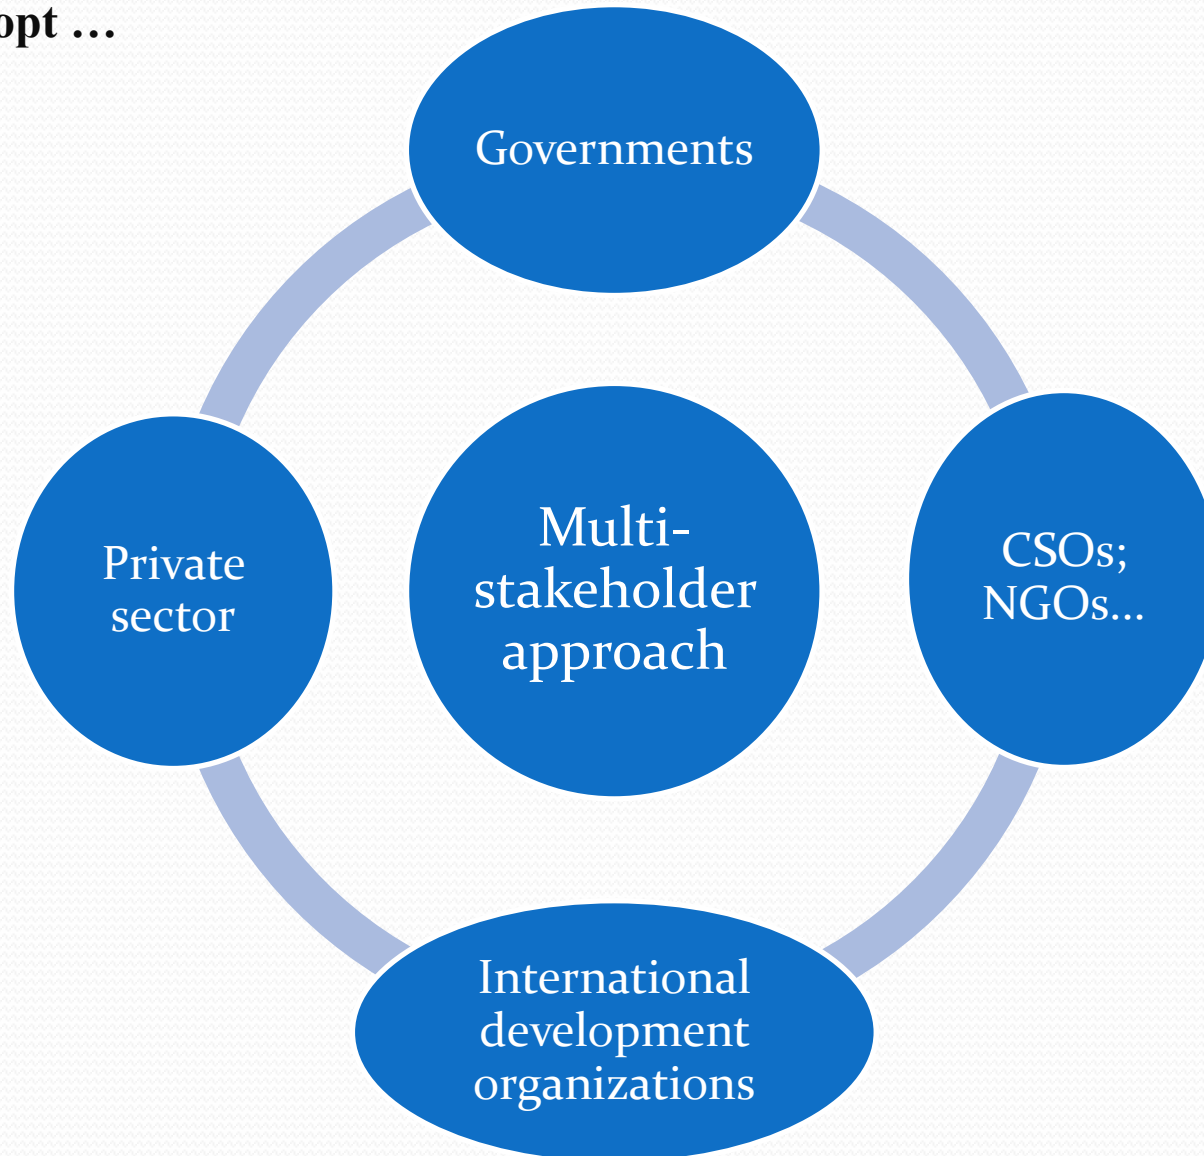 opt …
Governments
Private
sector
Multi-
stakeholder
approach
CSOs;
NGOs...
International
development
organizations